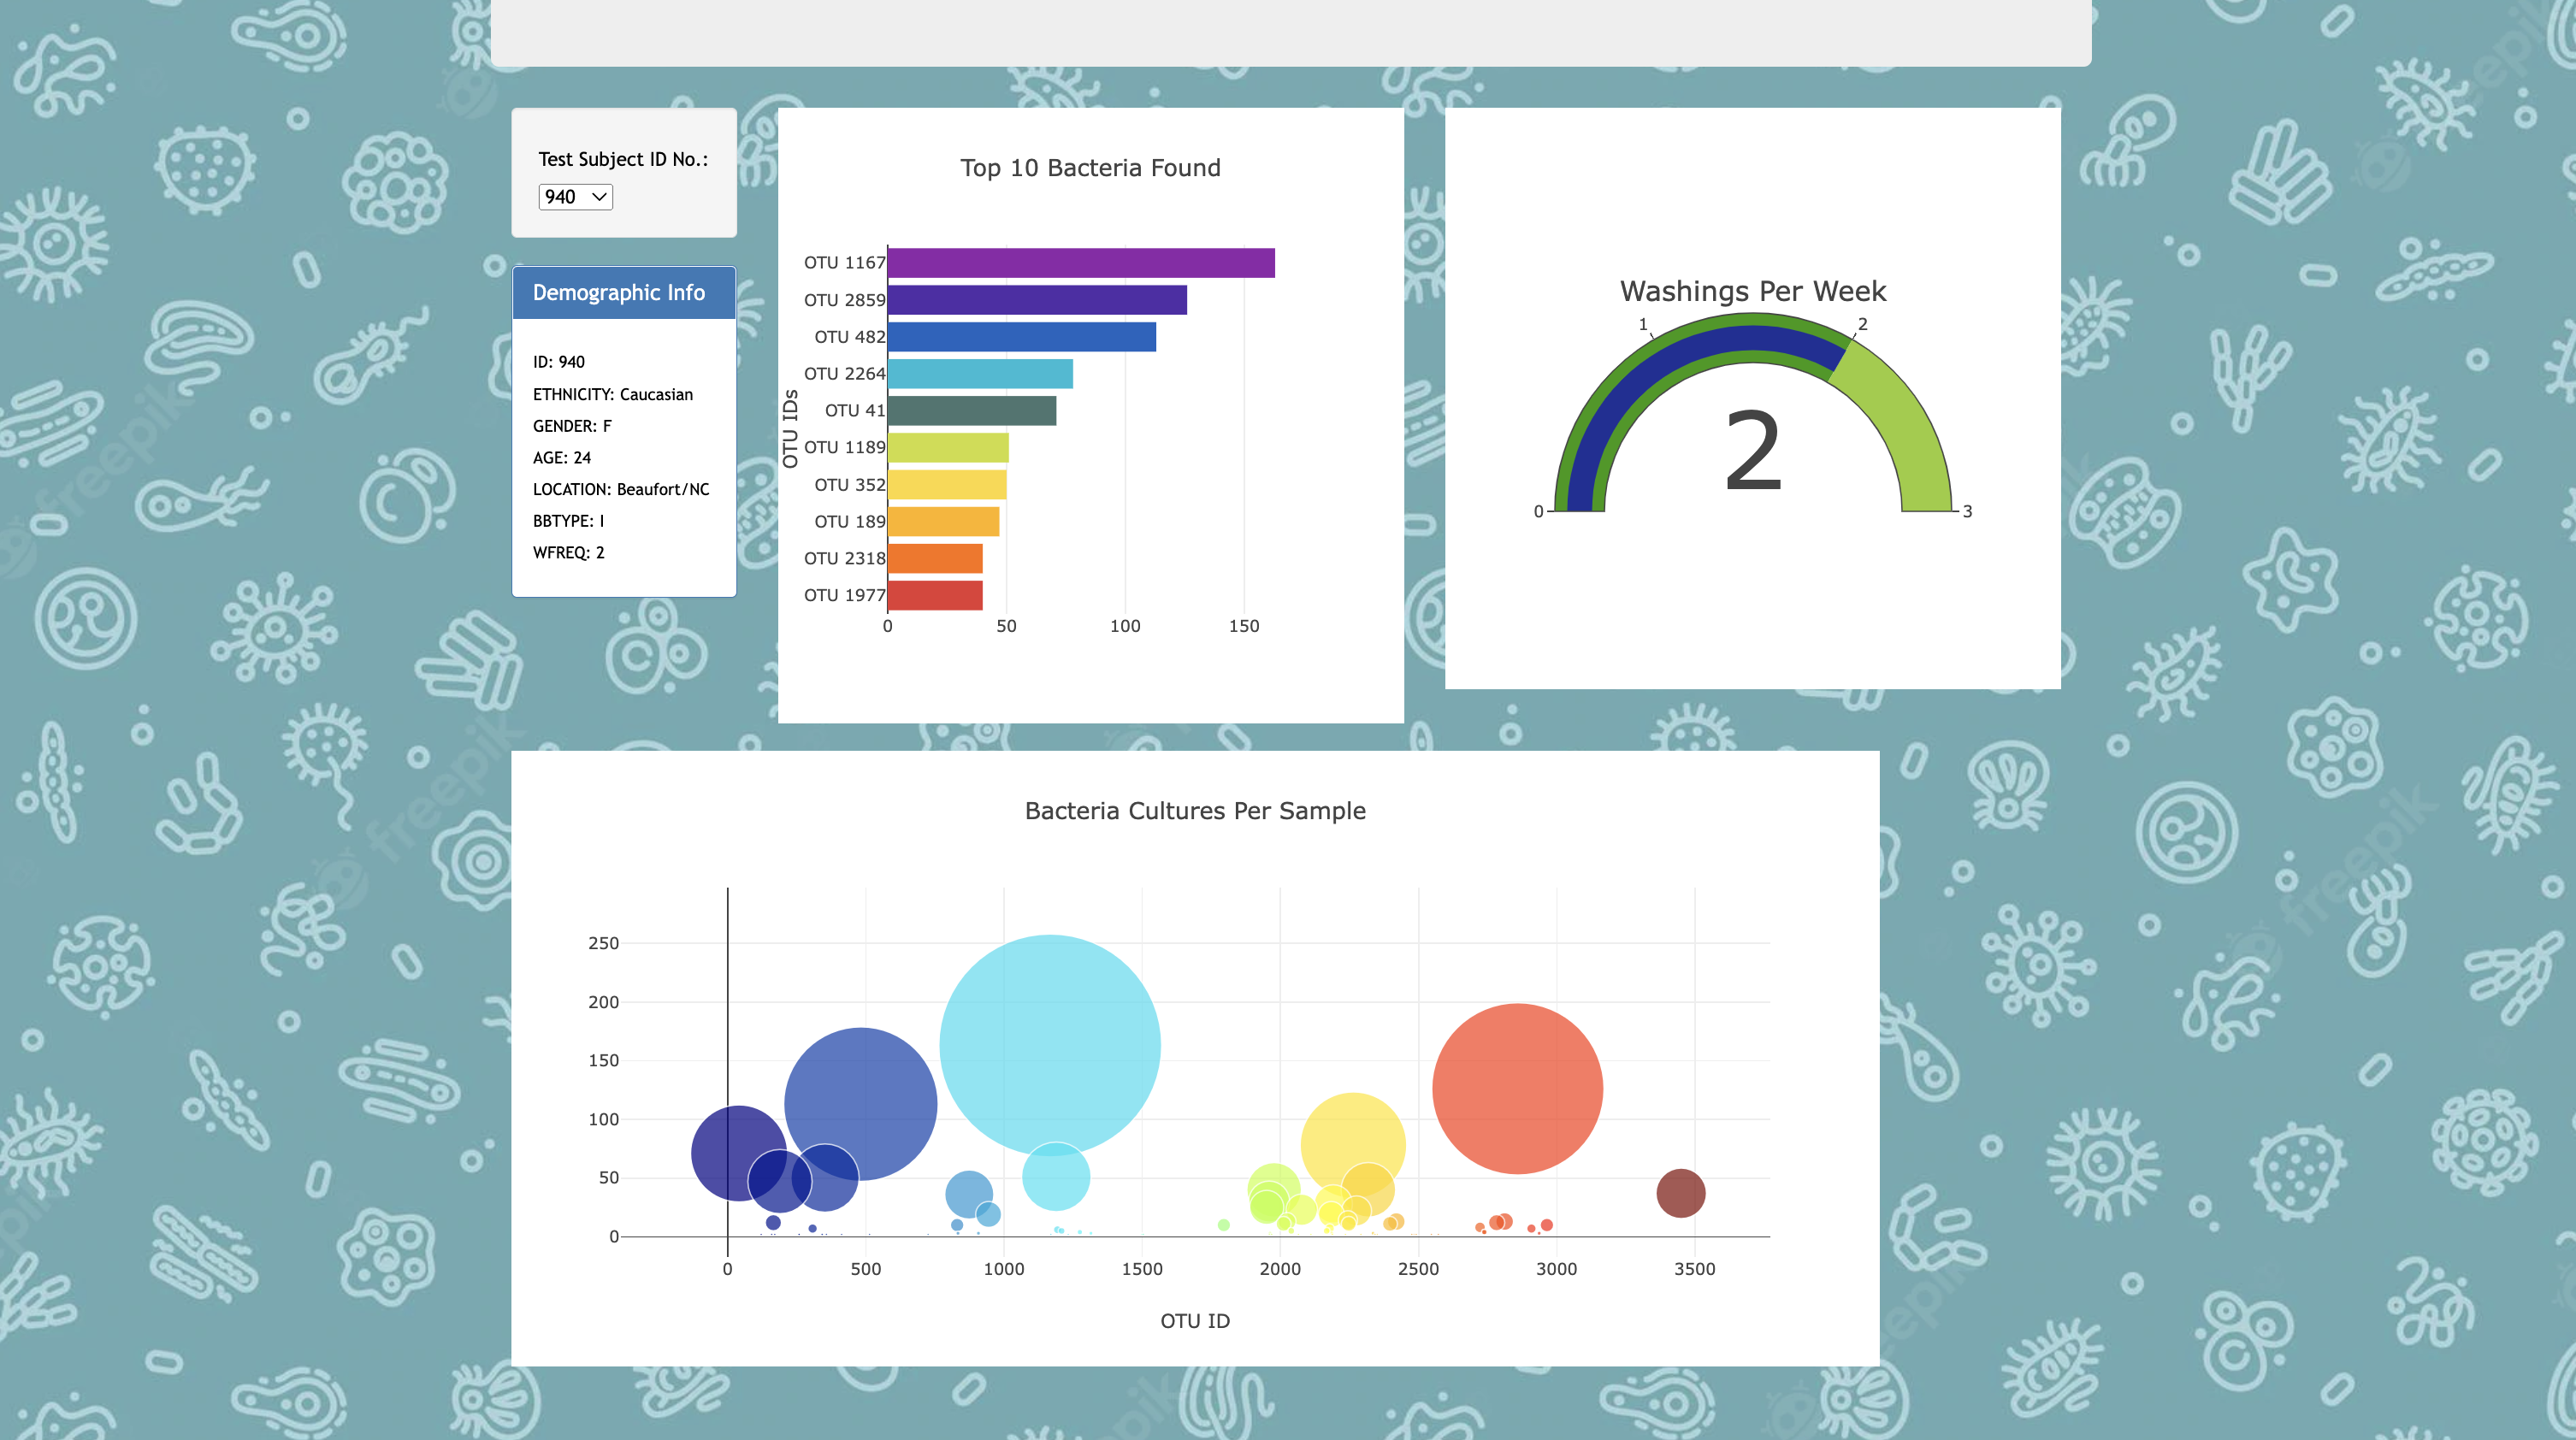 Test Subject ID No.:
940
Demographic Info
ID: 940
ETHNICITY: Caucasian
GENDER: F
AGE: 24
LOCATION: Beaufort/NC
BBTYPE: I
WFREQ: 2
Top 10 Bacteria Found
OTU IDs
OTU 1167
OTU 2859
OTU 482
OTU 2264
OTU 41
OTU 1189
OTU 352
OTU 189
OTU 2318
OTU 1977
0 50 100 150
Washings Per Week
0 1 2 3
2
Bacteria Cultures Per Sample
250
200
150
100
50
0
0 500 1000 1500 2000 2500 3000 3500
OTU ID
freepik
freepik
freepik